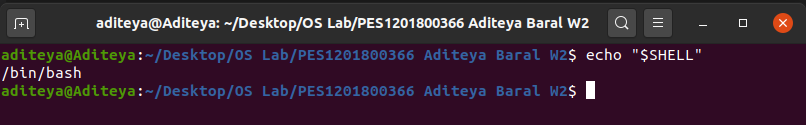 aditeya@Aditeya: ~/Desktop/OS Lab/PES1201800366 Aditeya Baral W2
aditeya@Aditeya:~/Desktop/OS Lab/PES1201800366 Aditeya Baral W2$ echo "$SHELL"
/bin/bash
aditeya@Aditeya:~/Desktop/OS Lab/PES1201800366 Aditeya Baral W2$